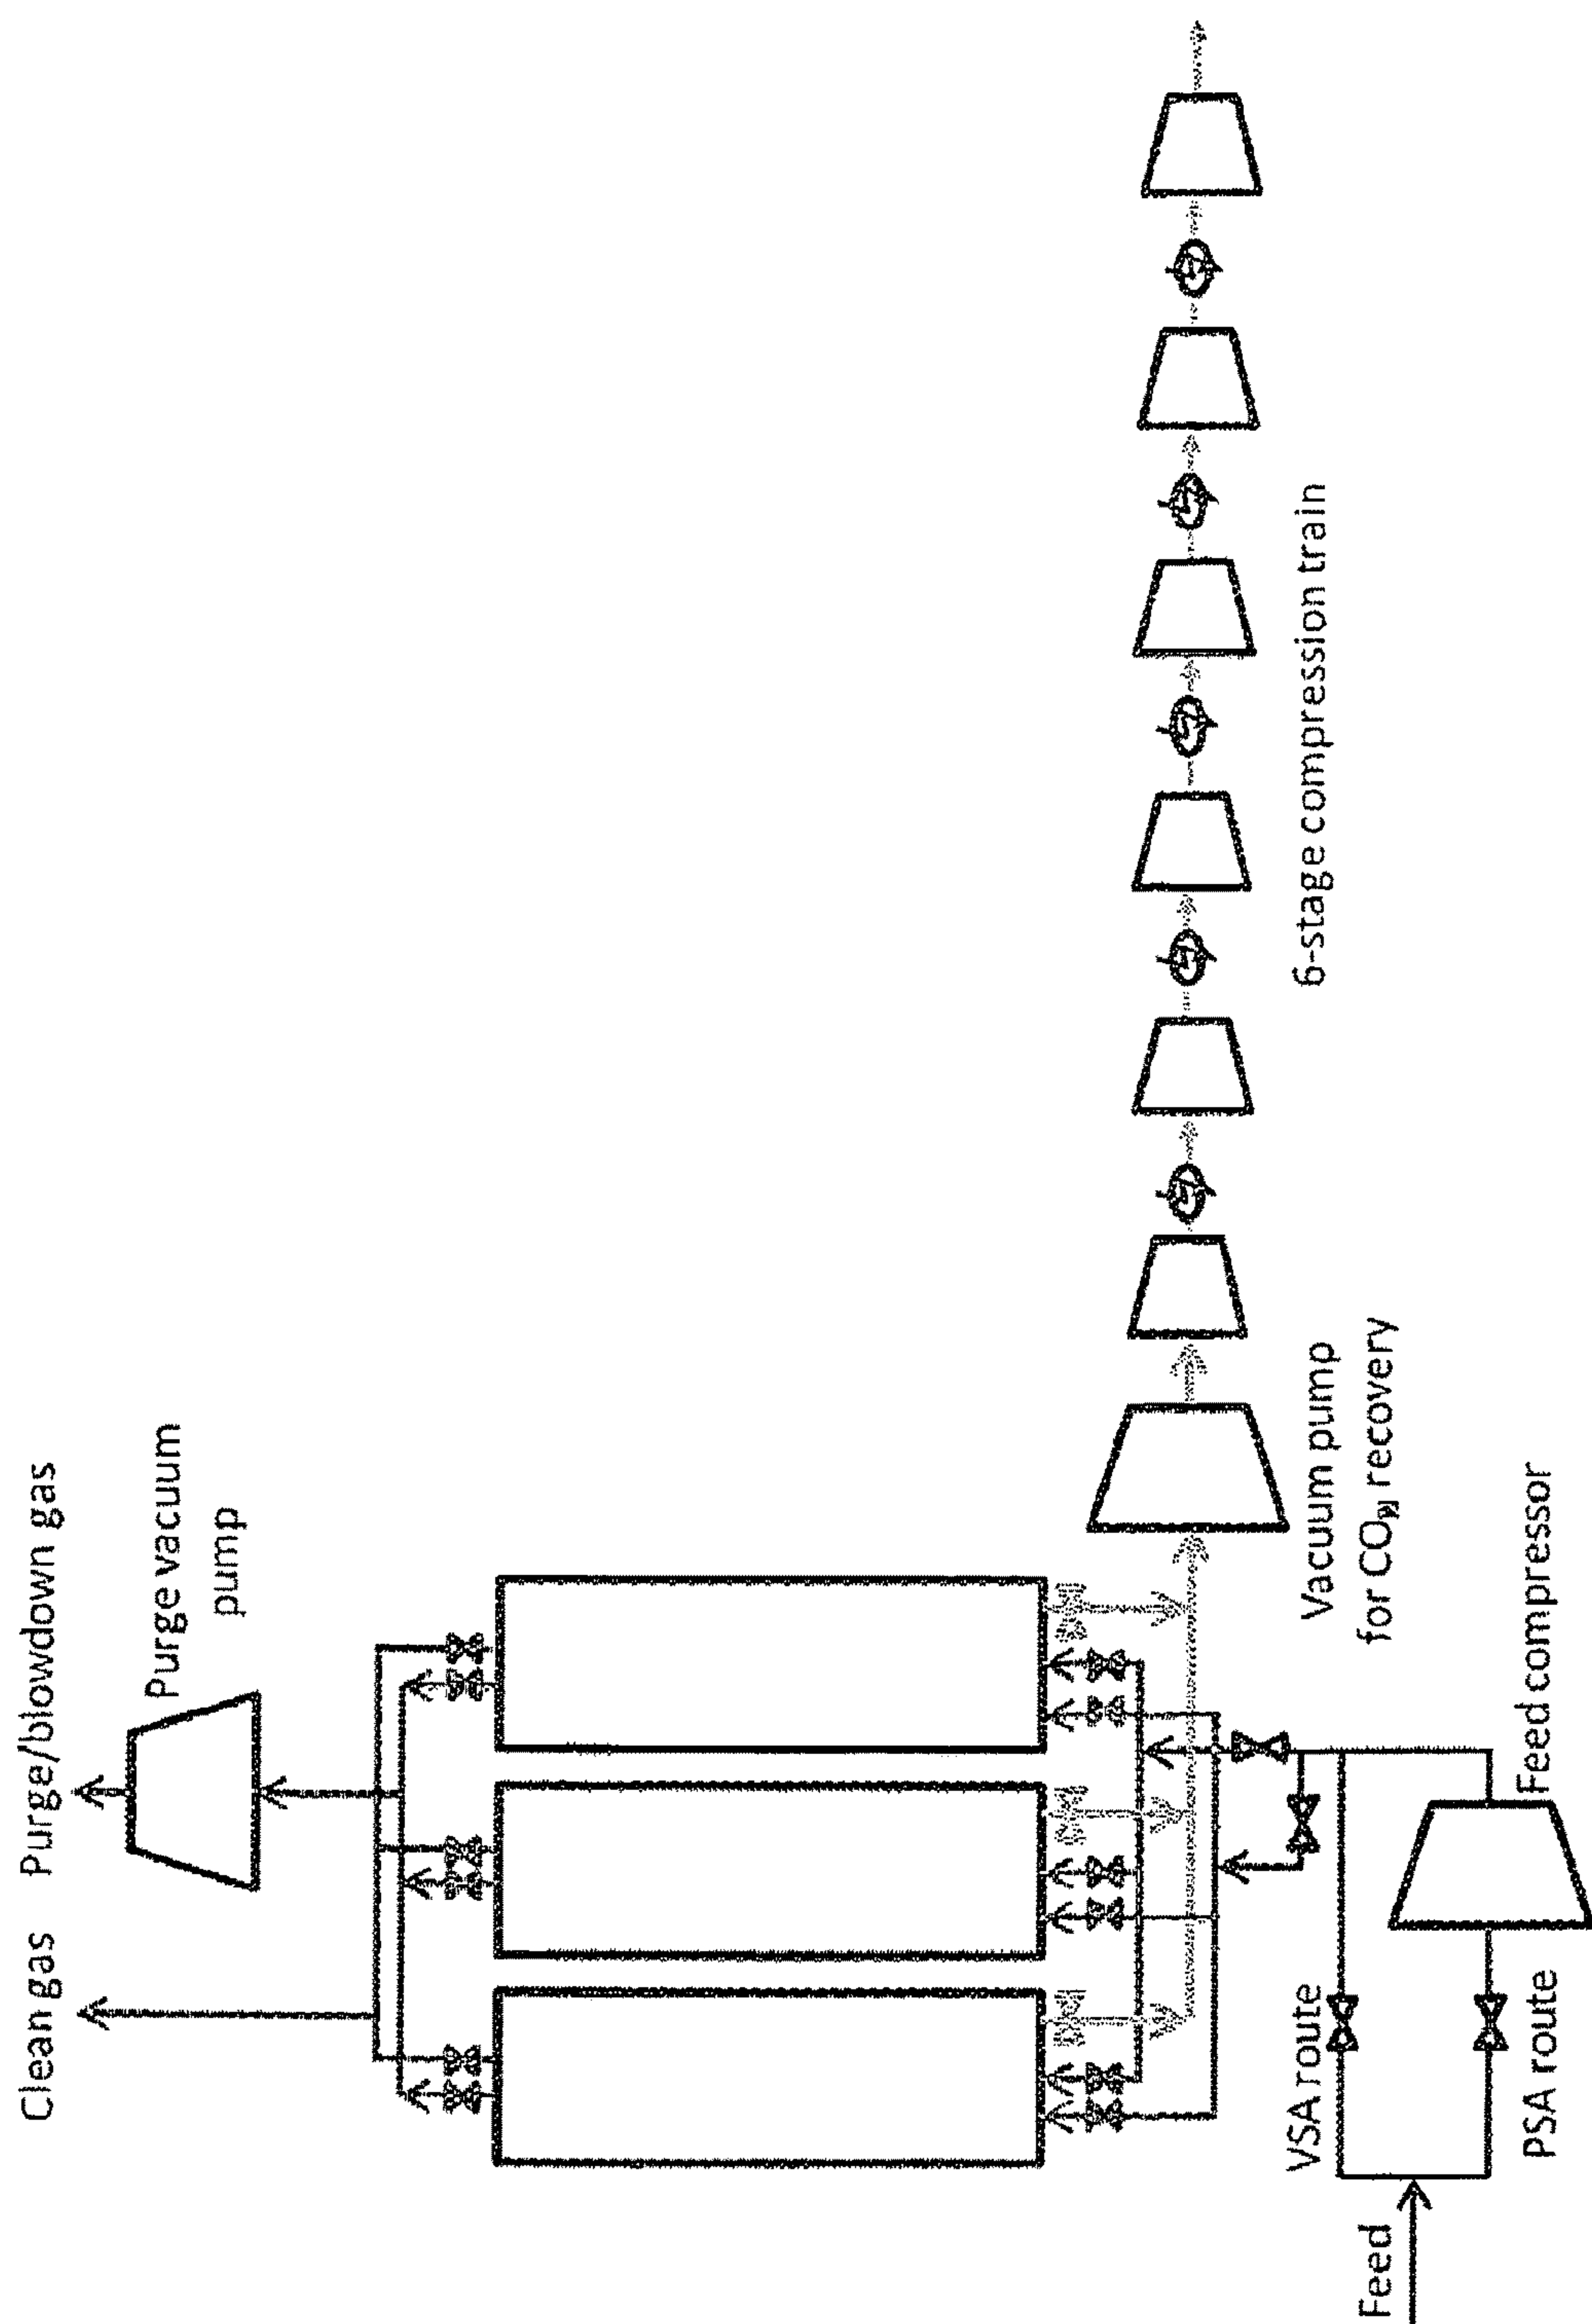 Clean gas
Purge/blowdown gas
Purge vacuum
pump
Vacuum pump
for CO₂ recovery
6-stage compression train
VSA route
Feed
Feed compressor
PSA route